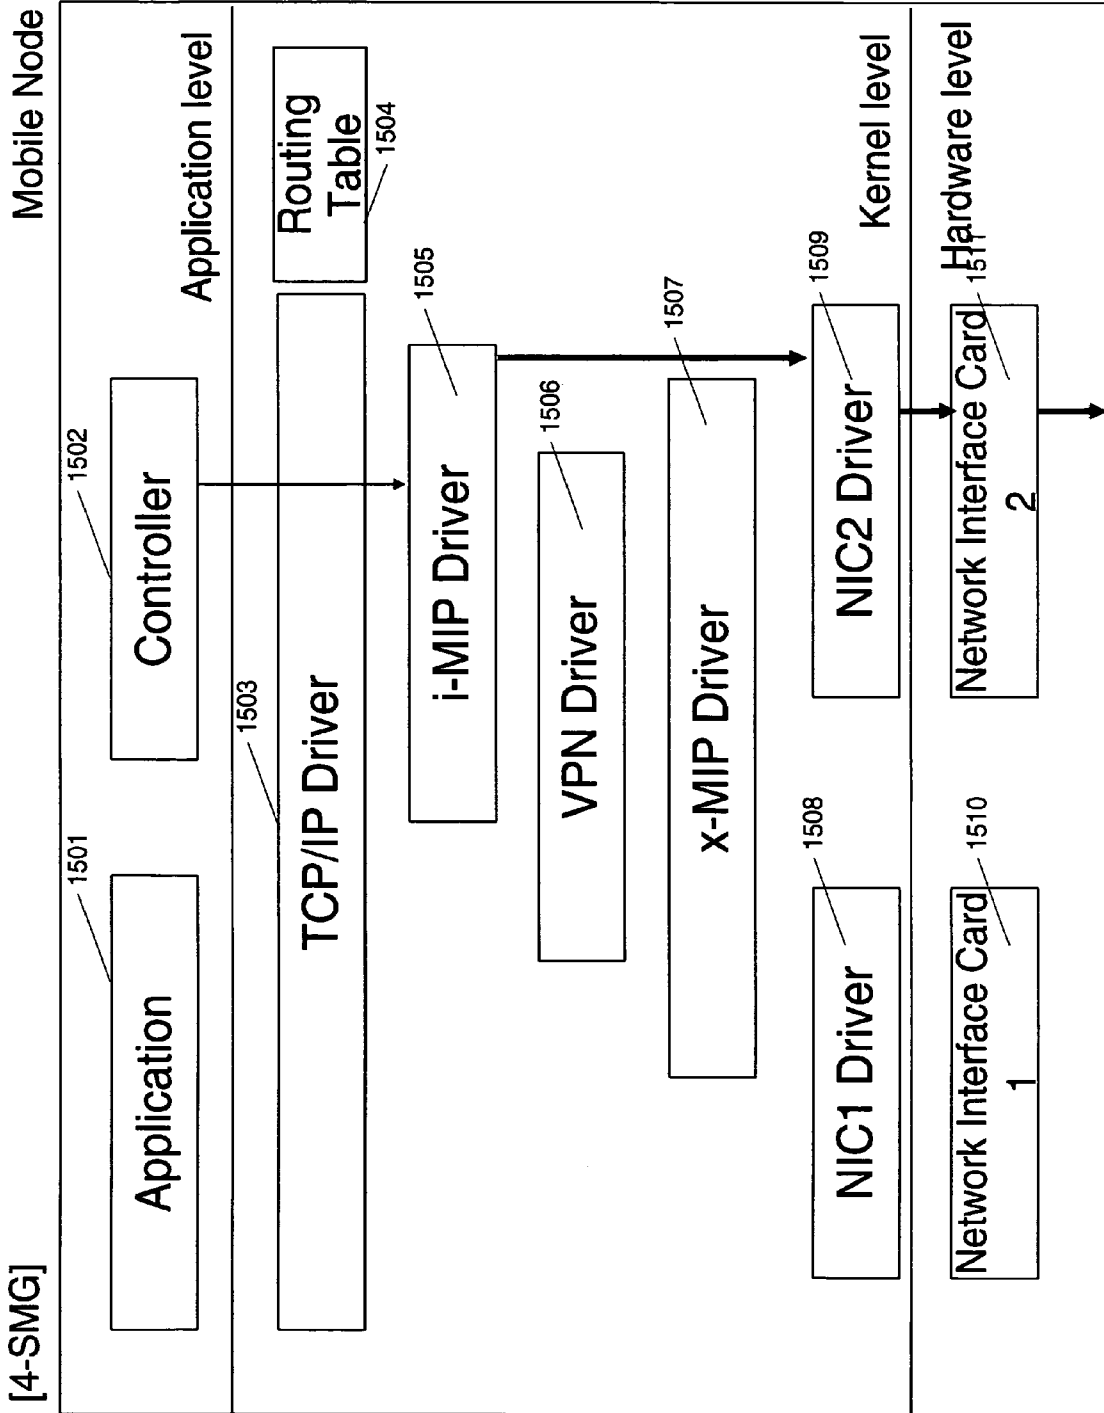 [4-SMG]
Mobile Node
Application level
1501
Application
1502
Controller
1503
TCP/IP Driver
Routing
Table
1504
1505
i-MIP Driver
1506
VPN Driver
1507
x-MIP Driver
1508
NIC1 Driver
1509
NIC2 Driver
Kernel level
Hardware level
1510
Network Interface Card
1
1511
Network Interface Card
2